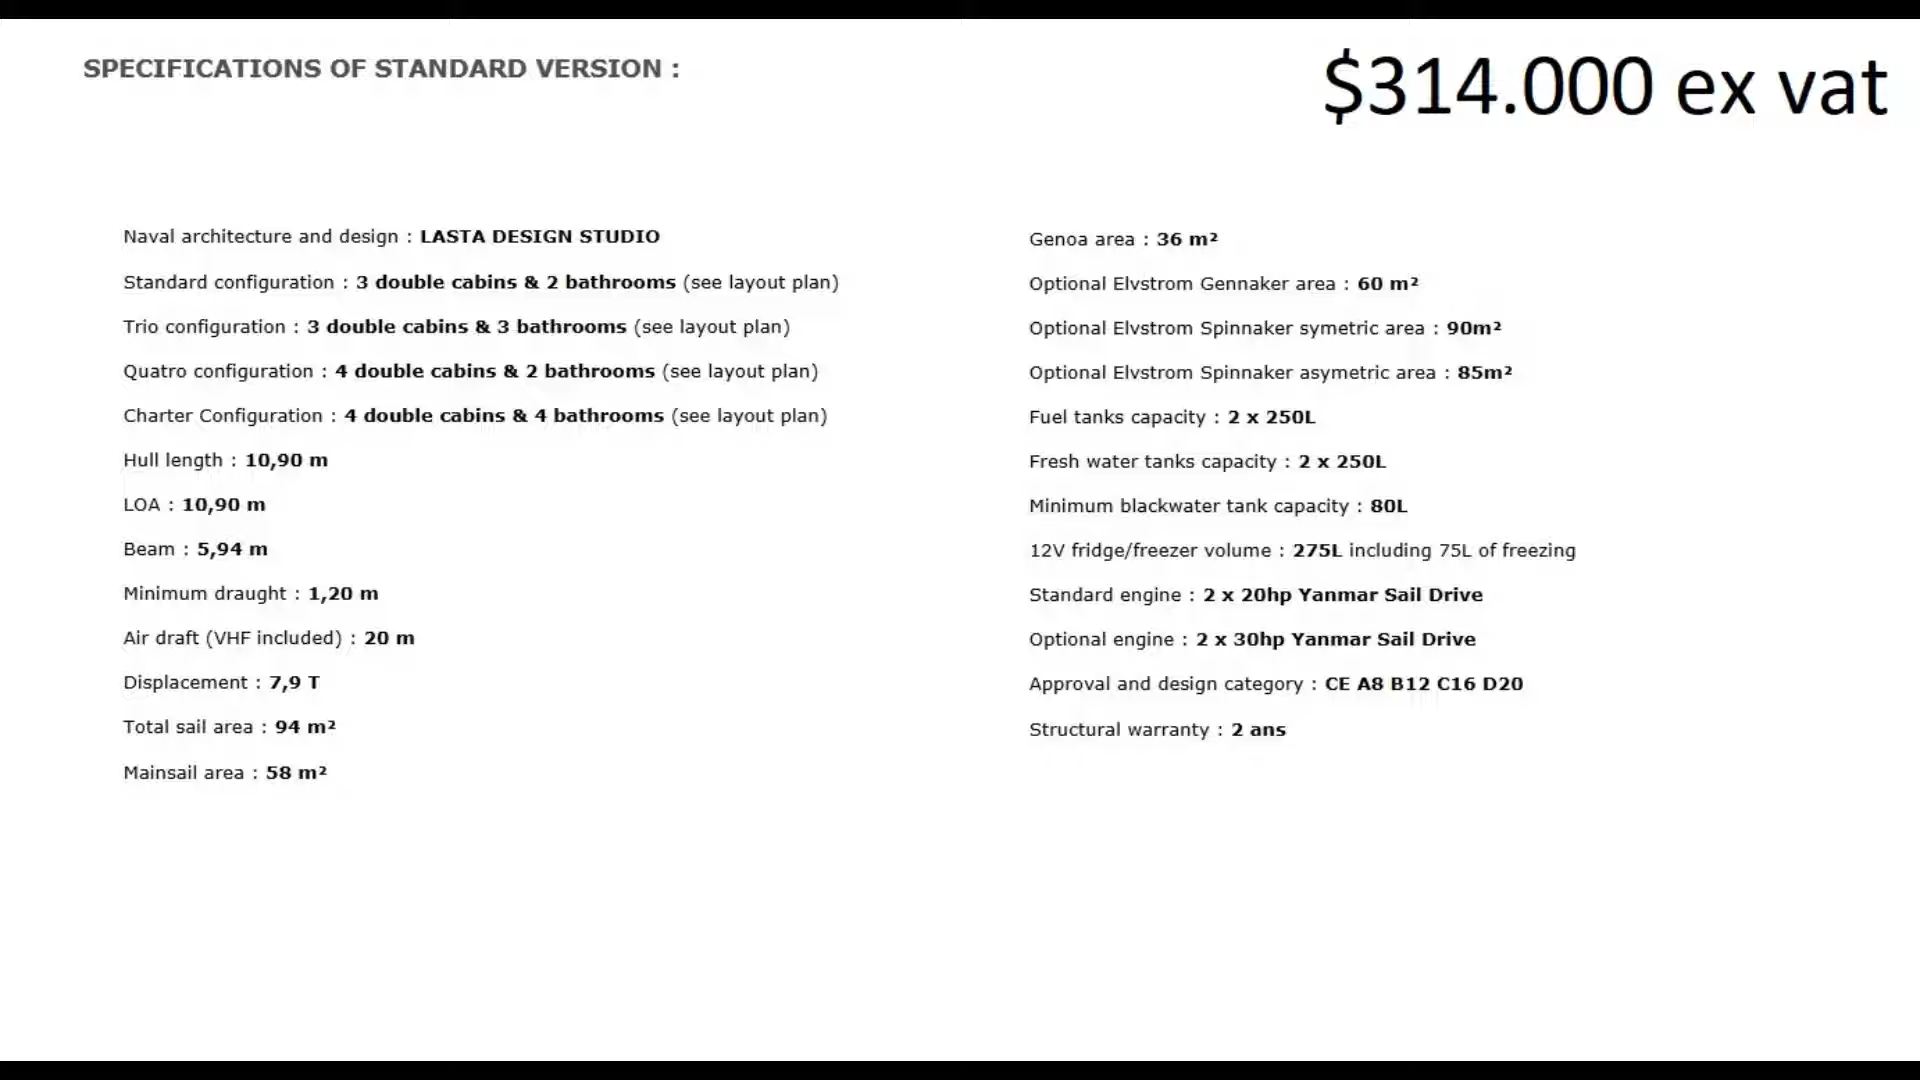 SPECIFICATIONS OF STANDARD VERSION :
$314.000 ex vat
Naval architecture and design : LASTA DESIGN STUDIO
Standard configuration : 3 double cabins & 2 bathrooms (see layout plan)
Trio configuration : 3 double cabins & 3 bathrooms (see layout plan)
Quatro configuration : 4 double cabins & 2 bathrooms (see layout plan)
Charter Configuration : 4 double cabins & 4 bathrooms (see layout plan)
Hull length : 10,90 m
LOA : 10,90 m
Beam : 5,94 m
Minimum draught : 1,20 m
Air draft (VHF included) : 20 m
Displacement : 7,9 T
Total sail area : 94 m²
Mainsail area : 58 m²
Genoa area : 36 m²
Optional Elvstrom Gennaker area : 60 m²
Optional Elvstrom Spinnaker symetric area : 90m²
Optional Elvstrom Spinnaker asymetric area : 85m²
Fuel tanks capacity : 2 x 250L
Fresh water tanks capacity : 2 x 250L
Minimum blackwater tank capacity : 80L
12V fridge/freezer volume : 275L including 75L of freezing
Standard engine : 2 x 20hp Yanmar Sail Drive
Optional engine : 2 x 30hp Yanmar Sail Drive
Approval and design category : CE A8 B12 C16 D20
Structural warranty : 2 ans